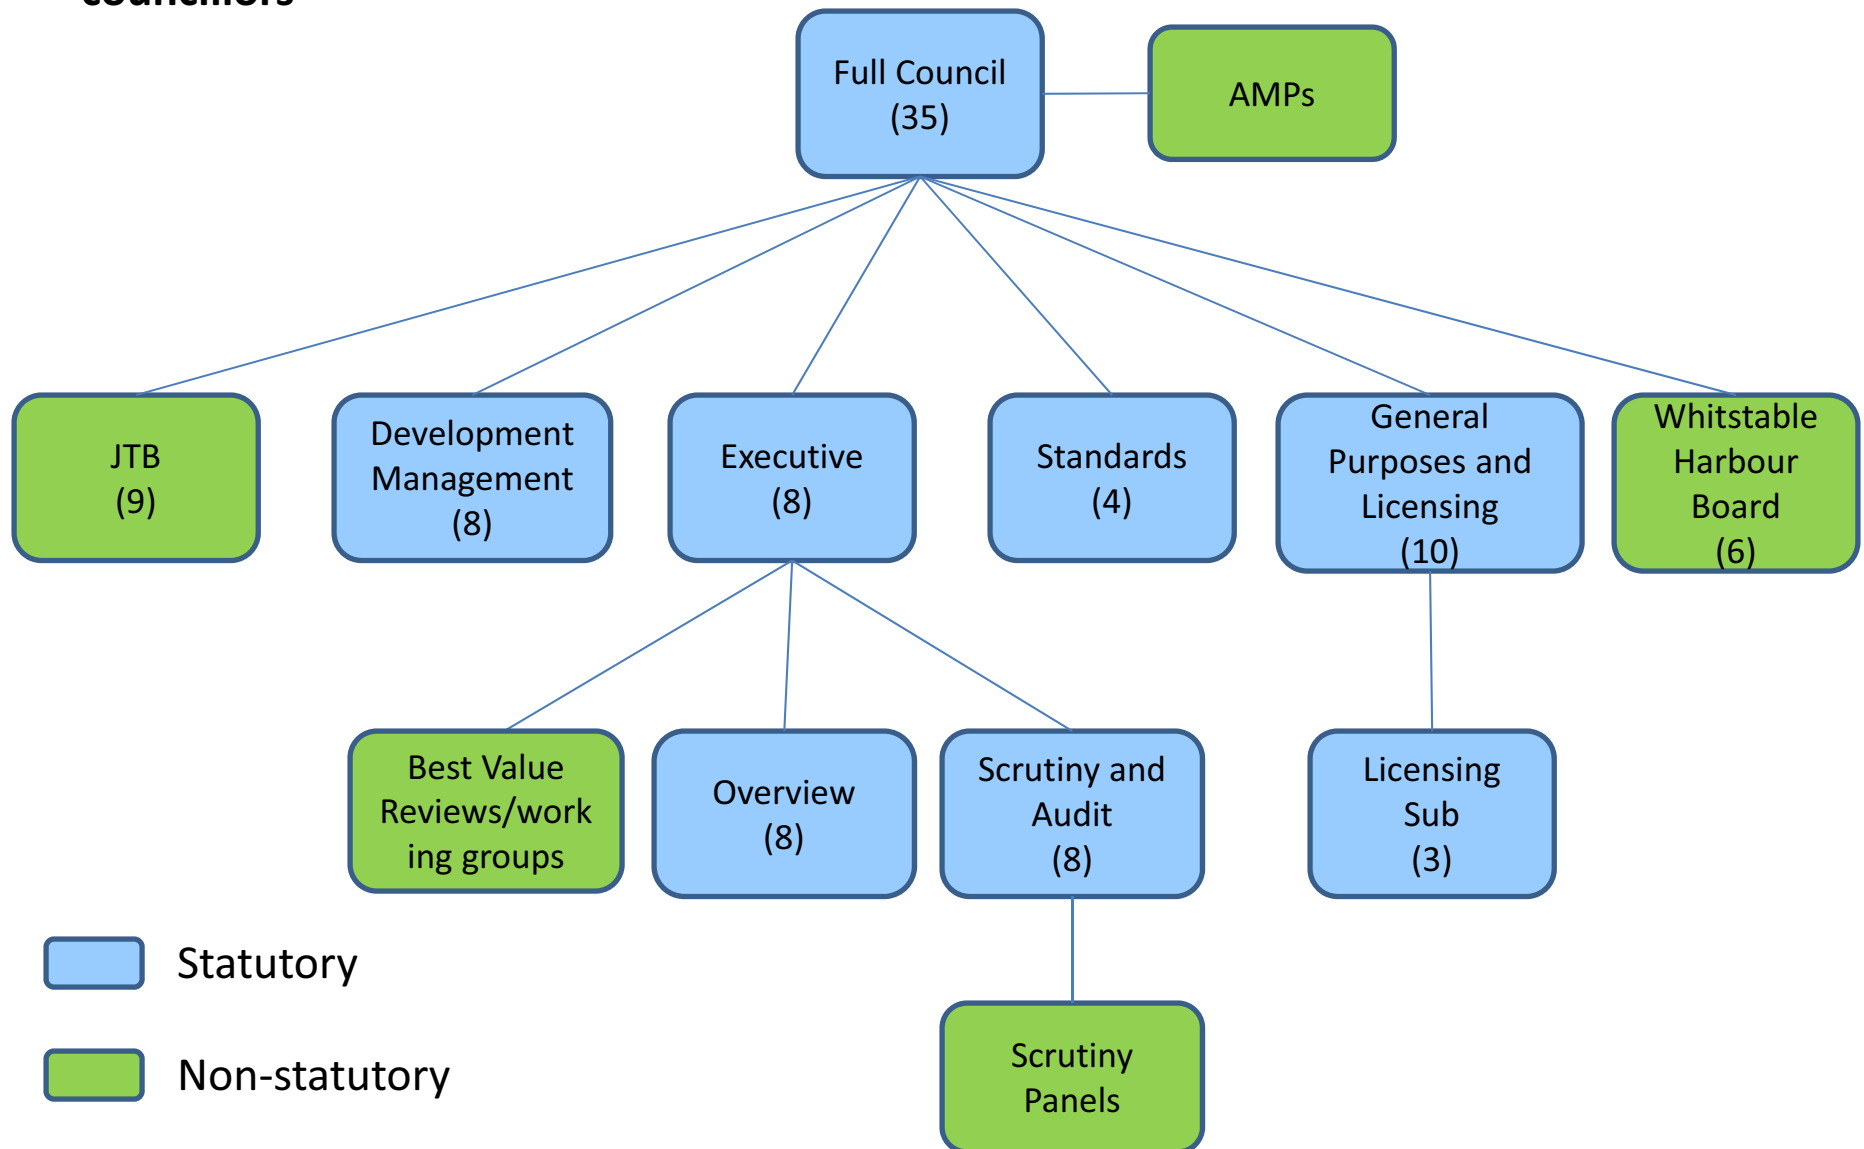 councillors
Full Council
(35)
AMPs
JTB
(9)
Development
Management
(8)
Executive
(8)
Standards
(4)
General
Purposes and
Licensing
(10)
Whitstable
Harbour
Board
(6)
Best Value
Reviews/work
ing groups
Overview
(8)
Scrutiny and
Audit
(8)
Licensing
Sub
(3)
Scrutiny
Panels
Statutory
Non-statutory